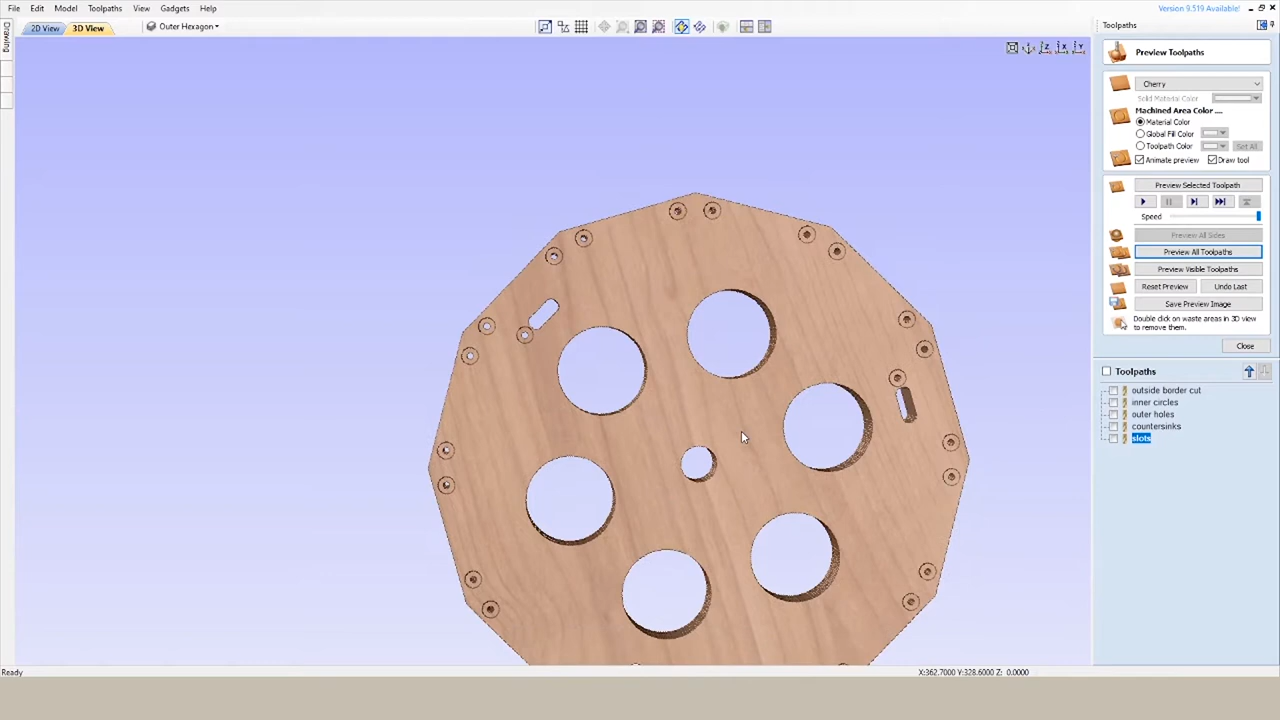 File Edit Model Toolpaths View Gadgets Help
Version 9.519 Available!
2D View 3D View Outer Hexagon
Drawing
Toolpaths
Preview Toolpaths
Cherry
Solid Material Color
Machined Area Color ....
Material Color
Global Fill Color
Toolpath Color Set All
Animate preview Draw tool
Preview Selected Toolpath
Speed
Preview All Sides
Preview All Toolpaths
Preview Visible Toolpaths
Reset Preview Undo Last
Save Preview Image
Double click on waste areas in 3D view
to remove them.
Close
Toolpaths
outside border cut
inner circles
outer holes
countersinks
slots
Ready
X:362.7000 Y:328.6000 Z: 0.0000